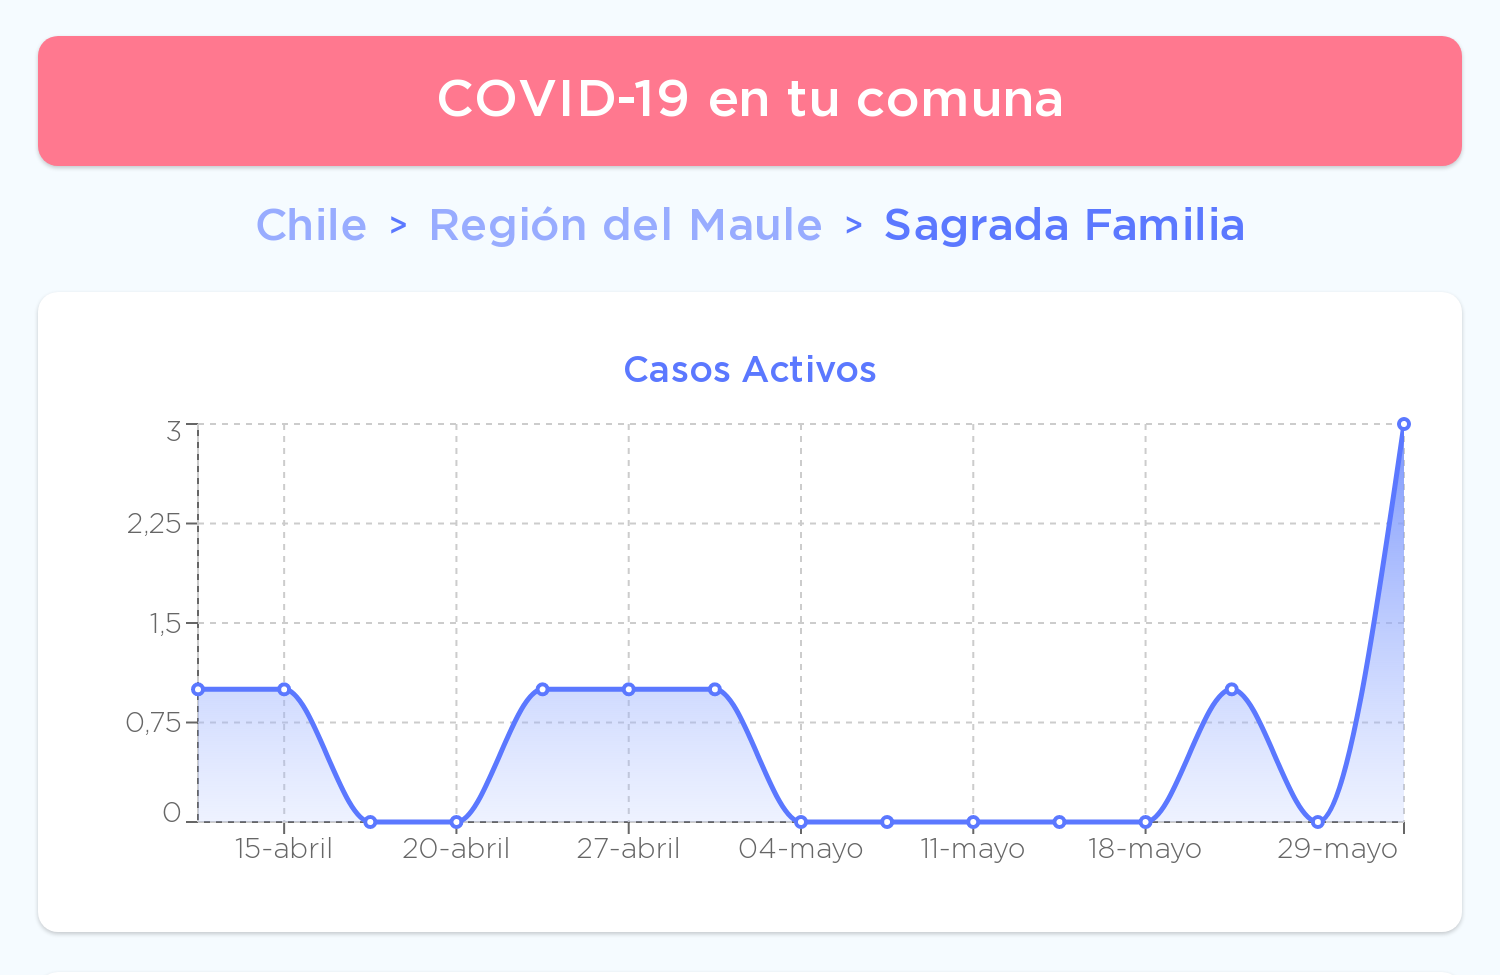 COVID-19 en tu comuna
Chile > Región del Maule > Sagrada Familia
Casos Activos
3
2,25
1,5
0,75
0
15-abril 20-abril 27-abril 04-mayo 11-mayo 18-mayo 29-mayo